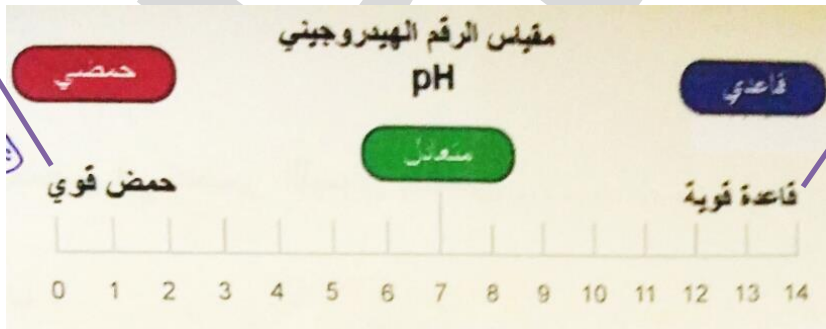 مقياس الرقم الهيدروجيني
pH
حمضي
قاعدي
متعادل
حمض قوي
قاعدة قوية
0 1 2 3 4 5 6 7 8 9 10 11 12 13 14